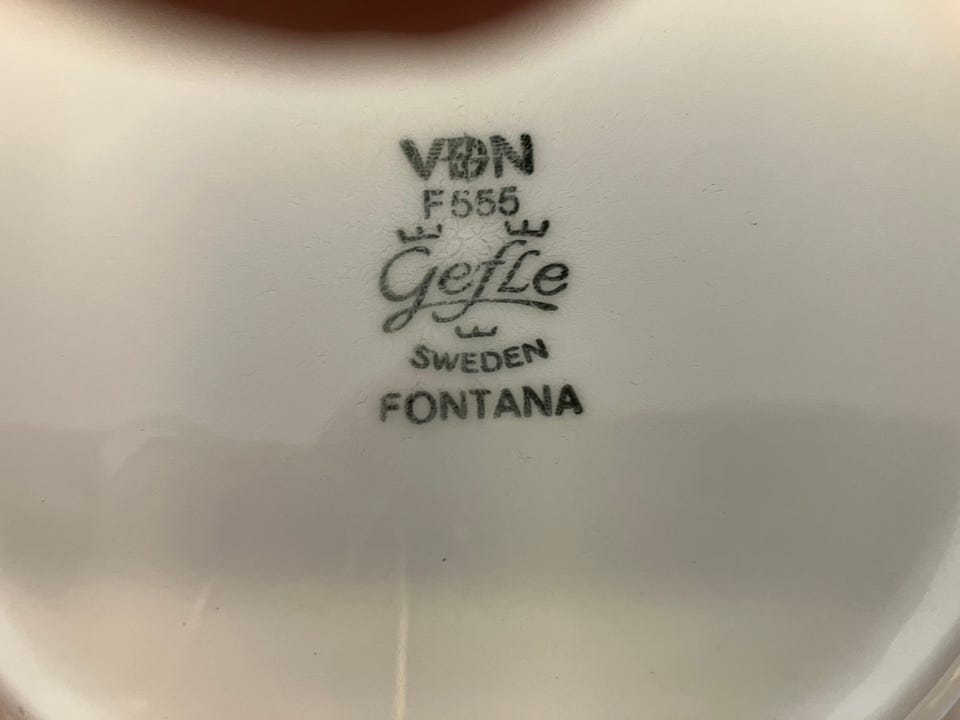 VDN
F555
Gefle
SWEDEN
FONTANA